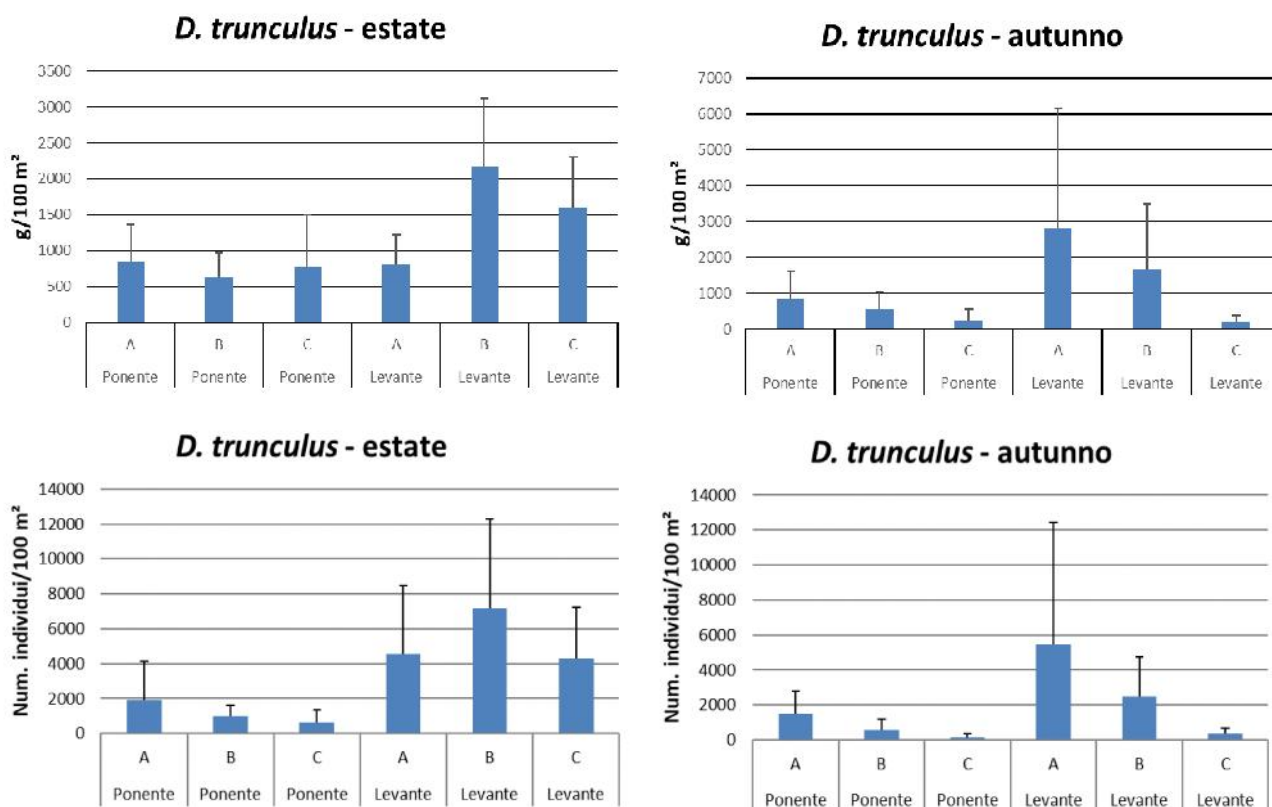 D. trunculus - estate
g/100 m²
3500
3000
2500
2000
1500
1000
500
0
A B C A B C
Ponente Ponente Ponente Levante Levante Levante
D. trunculus - autunno
g/100 m²
7000
6000
5000
4000
3000
2000
1000
0
A B C A B C
Ponente Ponente Ponente Levante Levante Levante
D. trunculus - estate
Num. individui/100 m²
14000
12000
10000
8000
6000
4000
2000
0
A B C A B C
Ponente Ponente Ponente Levante Levante Levante
D. trunculus - autunno
Num. individui/100 m²
14000
12000
10000
8000
6000
4000
2000
0
A B C A B C
Ponente Ponente Ponente Levante Levante Levante